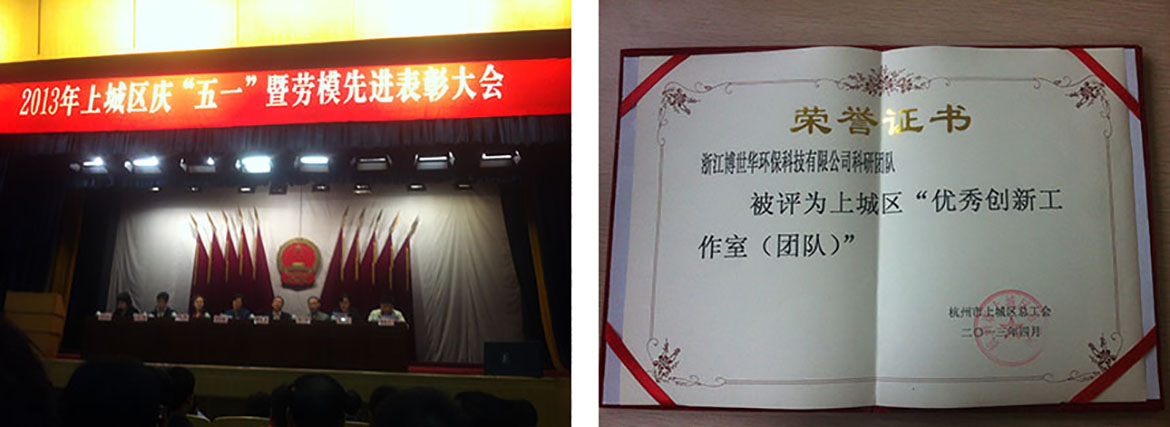 2013年上城区庆“五一”暨劳模先进表彰大会
荣誉证书
浙江博世华环保科技有限公司科研团队
被评为上城区“优秀创新工
作室（团队）”
杭州市上城区总工会
二〇一三年四月